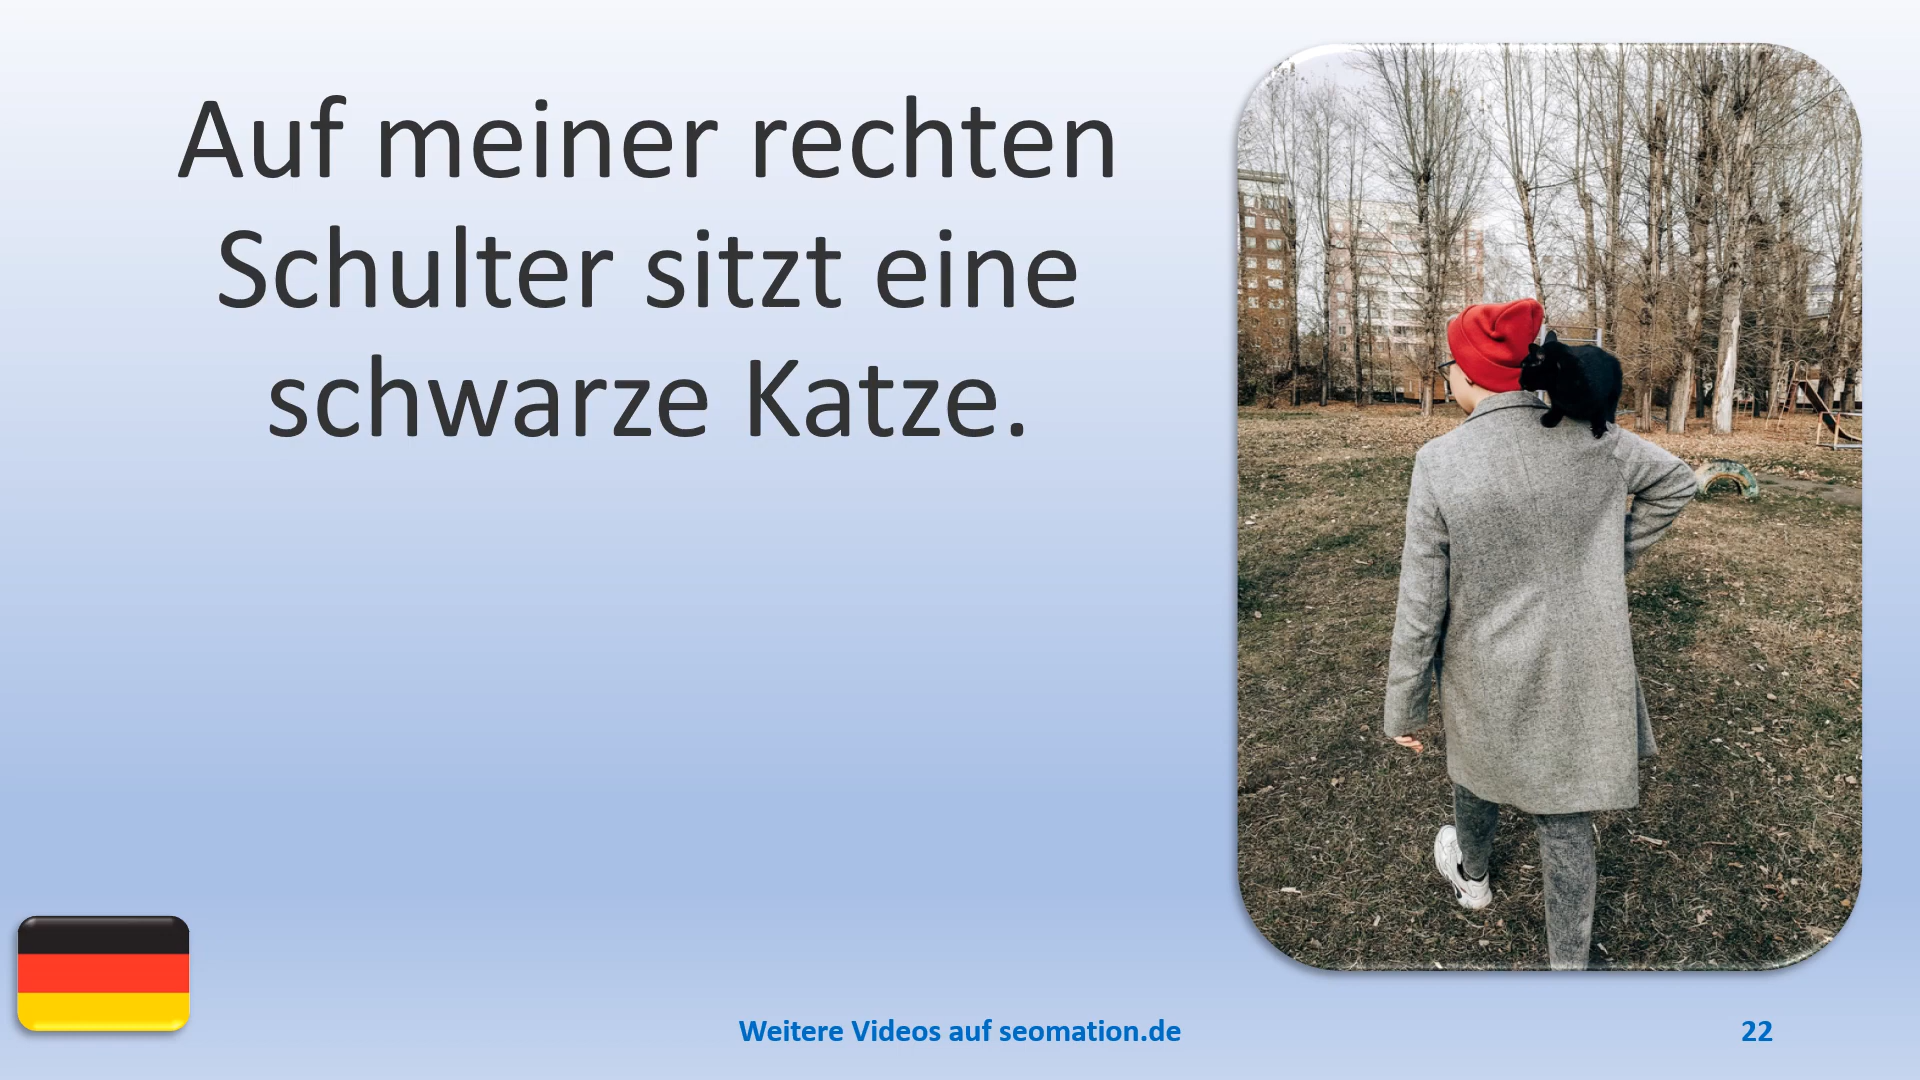 Auf meiner rechten
Schulter sitzt eine
schwarze Katze.
Weitere Videos auf seomation.de
22